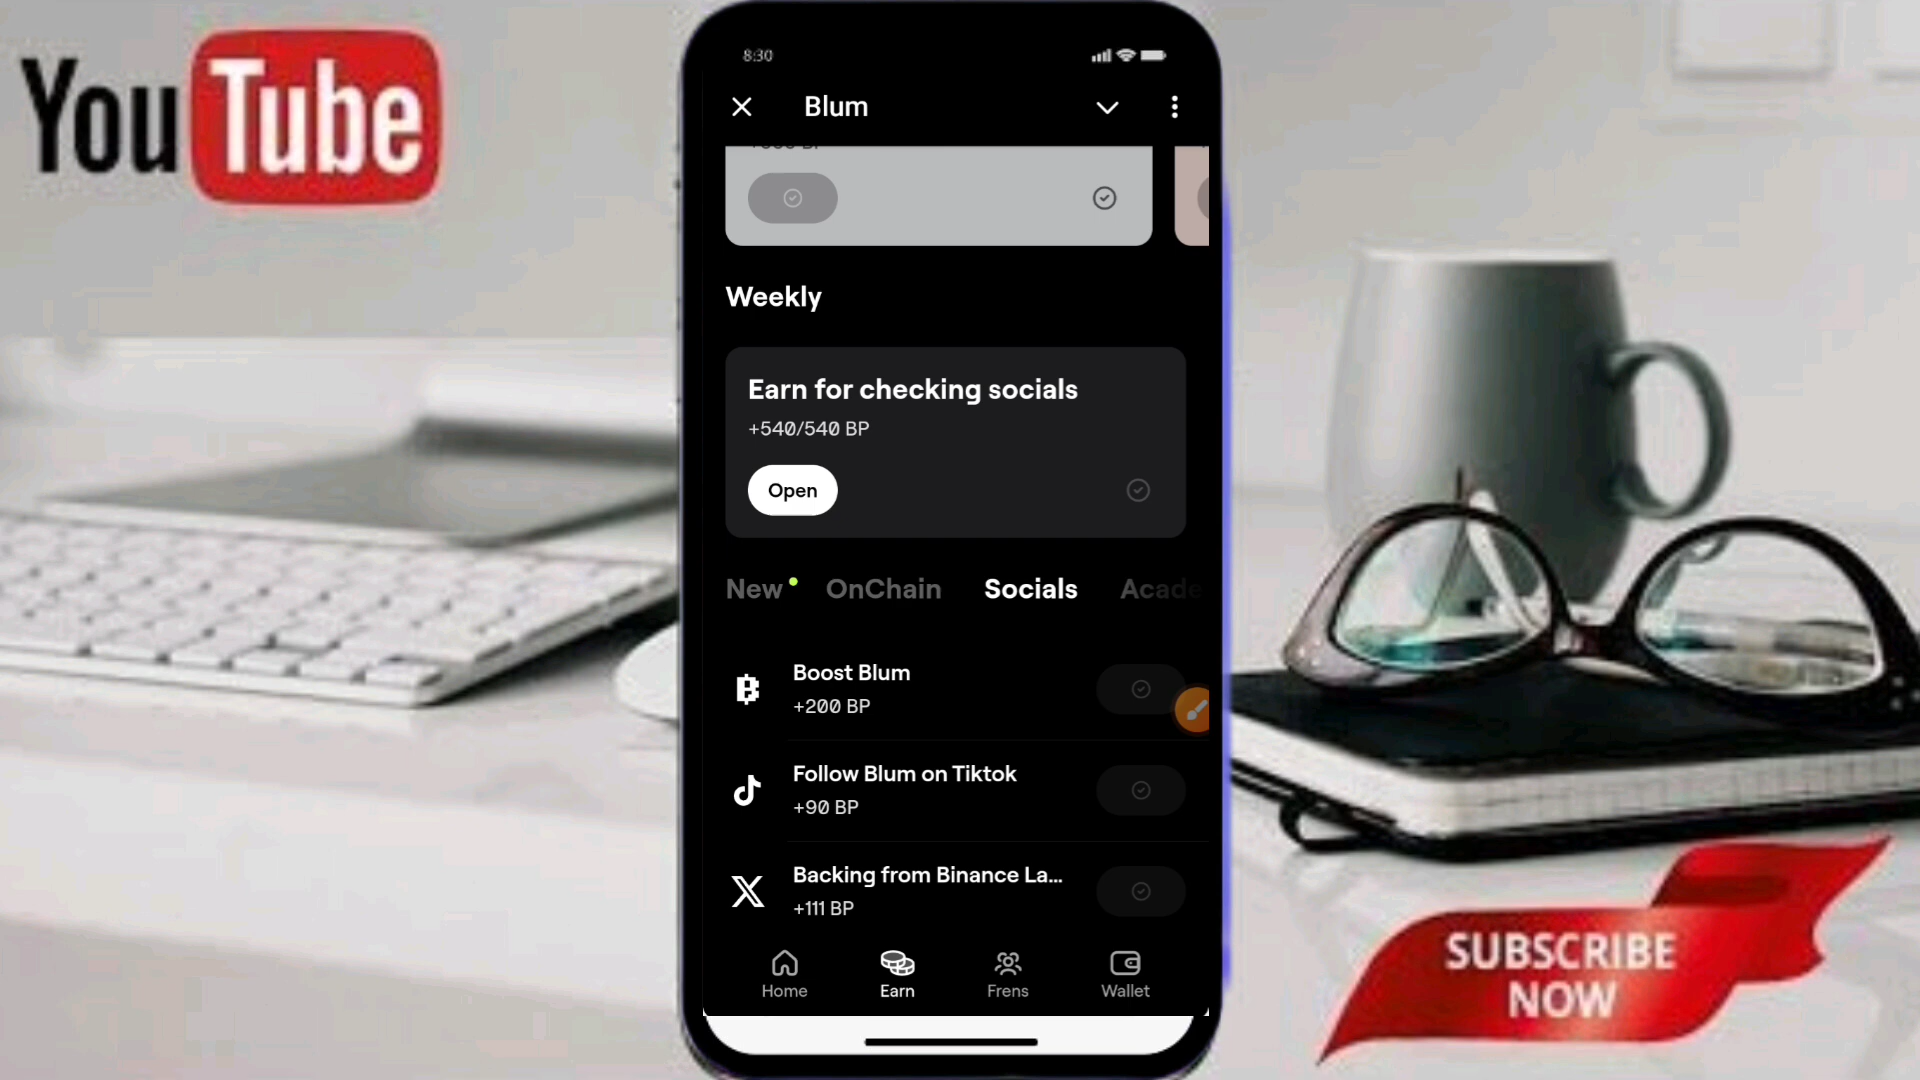 YouTube
8:30
Blum
Weekly
Earn for checking socials
+540/540 BP
Open
New
OnChain
Socials
Acade
Boost Blum
+200 BP
Follow Blum on Tiktok
+90 BP
Backing from Binance La...
+111 BP
Home
Earn
Frens
Wallet
SUBSCRIBE
NOW